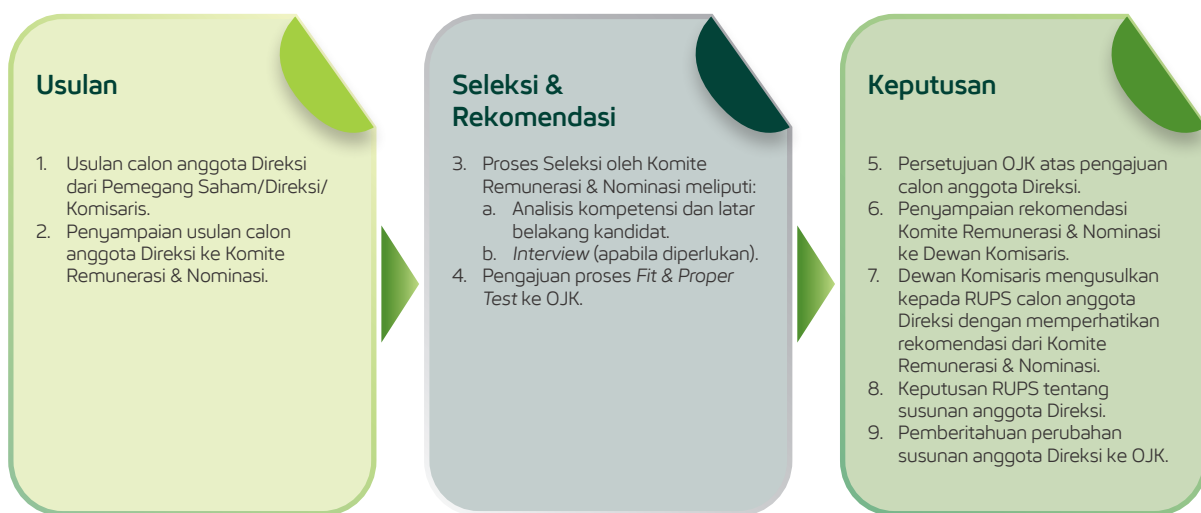 Usulan
1. Usulan calon anggota Direksi
dari Pemegang Saham/Direksi/
Komisaris.
2. Penyampaian usulan calon
anggota Direksi ke Komite
Remunerasi & Nominasi.
Seleksi &
Rekomendasi
3. Proses Seleksi oleh Komite
Remunerasi & Nominasi meliputi:
a. Analisis kompetensi dan latar
belakang kandidat.
b. Interview (apabila diperlukan).
4. Pengajuan proses Fit & Proper
Test ke OJK.
Keputusan
5. Persetujuan OJK atas pengajuan
calon anggota Direksi.
6. Penyampaian rekomendasi
Komite Remunerasi & Nominasi
ke Dewan Komisaris.
7. Dewan Komisaris mengusulkan
kepada RUPS calon anggota
Direksi dengan memperhatikan
rekomendasi dari Komite
Remunerasi & Nominasi.
8. Keputusan RUPS tentang
susunan anggota Direksi.
9. Pemberitahuan perubahan
susunan anggota Direksi ke OJK.